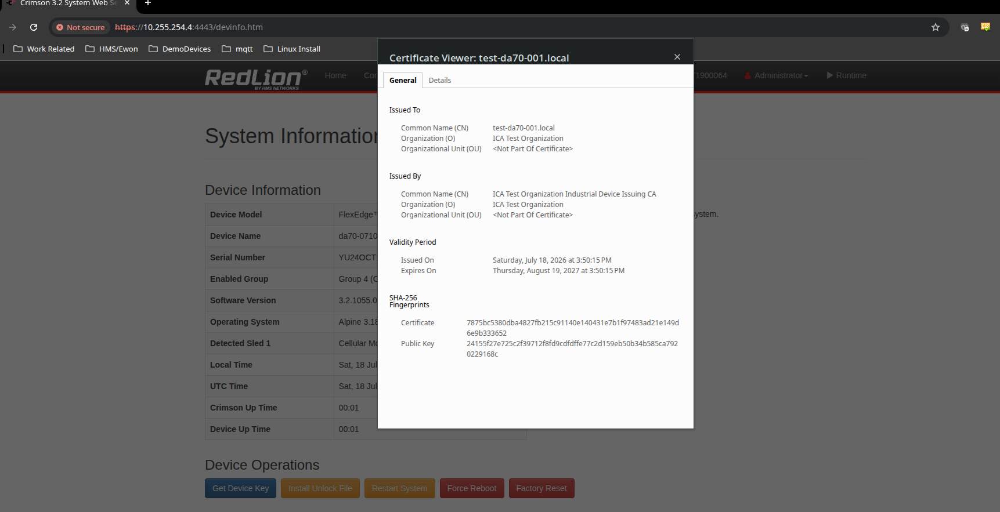 Crimson 3.2 System Web Se
Not secure https://10.255.254.4:4443/devinfo.htm
Work Related HMS/Ewon DemoDevices mqtt Linux Install
Certificate Viewer: test-da70-001.local
RedLion®
BY HMS NETWORKS
Home Con 1900064 Administrator Runtime
General Details
Issued To
Common Name (CN) test-da70-001.local
Organization (O) ICA Test Organization
Organizational Unit (OU) <Not Part Of Certificate>
Issued By
Common Name (CN) ICA Test Organization Industrial Device Issuing CA
Organization (O) ICA Test Organization
Organizational Unit (OU) <Not Part Of Certificate>
Validity Period
Issued On Saturday, July 18, 2026 at 3:50:15 PM
Expires On Thursday, August 19, 2027 at 3:50:15 PM
SHA-256
Fingerprints
Certificate 7875bc5380dba4827fb215c91140e140431e7b1f97483ad21e149d
6e9b333652
Public Key 24155f27e725c2f39712f8fd9cdfdffe77c2d159eb50b34b585ca792
0229168c
System Information
Device Information
Device Model FlexEdge™
ystem.
Device Name da70-0710
Serial Number YU24OCT
Enabled Group Group 4 (C
Software Version 3.2.1055.0
Operating System Alpine 3.18
Detected Sled 1 Cellular Mo
Local Time Sat, 18 Jul
UTC Time Sat, 18 Jul
Crimson Up Time 00:01
Device Up Time 00:01
Device Operations
Get Device Key Install Unlock File Restart System Force Reboot Factory Reset